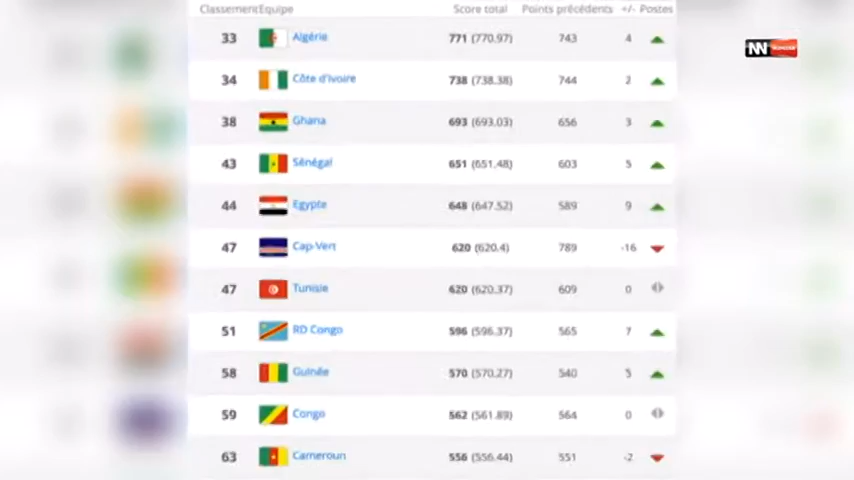 Classement Equipe Score total Points précédents +/- Postes
33 Algérie 771 (770.97) 743 4
34 Côte d'Ivoire 738 (738.38) 744 2
38 Ghana 693 (693.03) 656 3
43 Sénégal 651 (651.48) 603 5
44 Egypte 648 (647.52) 589 9
47 Cap-Vert 620 (620.4) 789 -16
47 Tunisie 620 (620.37) 609 0
51 RD Congo 596 (596.37) 565 7
58 Guinée 570 (570.27) 540 5
59 Congo 562 (561.89) 564 0
63 Cameroun 556 (556.44) 551 -2
NN